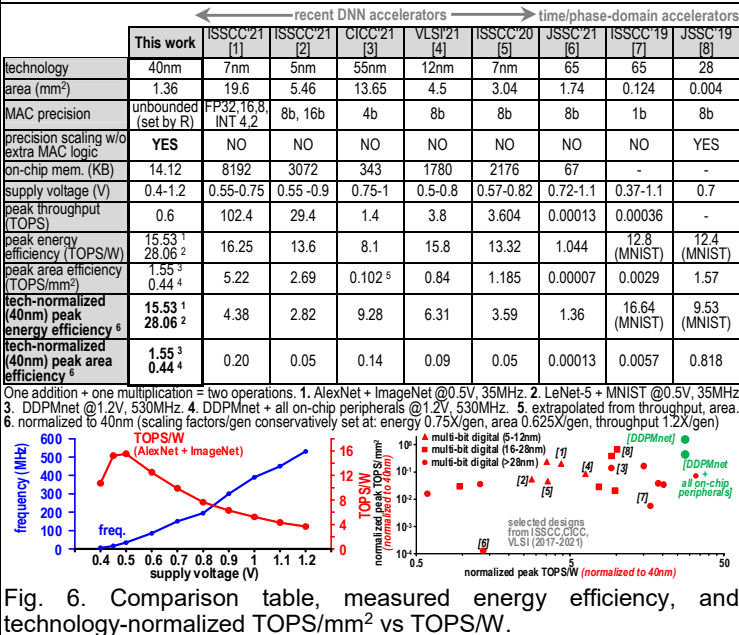 recent DNN accelerators time/phase-domain accelerators
This work ISSCC'21 [1] ISSCC'21 [2] CICC'21 [3] VLSI'21 [4] ISSCC'20 [5] JSSC'21 [6] ISSCC'19 [7] JSSC'19 [8]
technology 40nm 7nm 5nm 55nm 12nm 7nm 65 65 28
area (mm²) 1.36 19.6 5.46 13.65 4.5 3.04 1.74 0.124 0.004
MAC precision unbounded (set by R) FP32,16,8, INT 4,2 8b, 16b 4b 8b 8b 8b 1b 8b
precision scaling w/o extra MAC logic YES NO NO NO NO NO NO NO YES
on-chip mem. (KB) 14.12 8192 3072 343 1780 2176 67 - -
supply voltage (V) 0.4-1.2 0.55-0.75 0.55 -0.9 0.75-1 0.5-0.8 0.57-0.82 0.72-1.1 0.37-1.1 0.7
peak throughput (TOPS) 0.6 102.4 29.4 1.4 3.8 3.604 0.00013 0.00036 -
peak energy efficiency (TOPS/W) 15.53 ¹ 28.06 ² 16.25 13.6 8.1 15.8 13.32 1.044 12.8 (MNIST) 12.4 (MNIST)
peak area efficiency (TOPS/mm²) 1.55 ³ 0.44 ⁴ 5.22 2.69 0.102 ⁵ 0.84 1.185 0.00007 0.0029 1.57
tech-normalized (40nm) peak energy efficiency ⁶ 15.53 ¹ 28.06 ² 4.38 2.82 9.28 6.31 3.59 1.36 16.64 (MNIST) 9.53 (MNIST)
tech-normalized (40nm) peak area efficiency ⁶ 1.55 ³ 0.44 ⁴ 0.20 0.05 0.14 0.09 0.05 0.00013 0.0057 0.818
One addition + one multiplication = two operations. 1. AlexNet + ImageNet @0.5V, 35MHz. 2. LeNet-5 + MNIST @0.5V, 35MHz
3. DDPMnet @1.2V, 530MHz. 4. DDPMnet + all on-chip peripherals @1.2V, 530MHz. 5. extrapolated from throughput, area.
6. normalized to 40nm (scaling factors/gen conservatively set at: energy 0.75X/gen, area 0.625X/gen, throughput 1.2X/gen)
frequency (MHz)
600
500
400
300
200
100
0
TOPS/W
(AlexNet + ImageNet)
freq.
16
12
8
4
0
TOPS/W
0.4 0.5 0.6 0.7 0.8 0.9 1.0 1.1 1.2
supply voltage (V)
normalized peak TOPS/mm²
(normalized to 40nm)
10⁰
10⁻¹
10⁻²
10⁻³
10⁻⁴
multi-bit digital (5-12nm)
multi-bit digital (16-28nm)
multi-bit digital (>28nm)
[1]
[2]
[3]
[4]
[5]
[6]
[7]
[8]
[DDPMnet]
[DDPMnet
+
all on-chip
peripherals]
selected designs
from ISSCC,CICC,
VLSI (2017-2021)
0.5 5 50
normalized peak TOPS/W (normalized to 40nm)
Fig. 6. Comparison table, measured energy efficiency, and
technology-normalized TOPS/mm² vs TOPS/W.